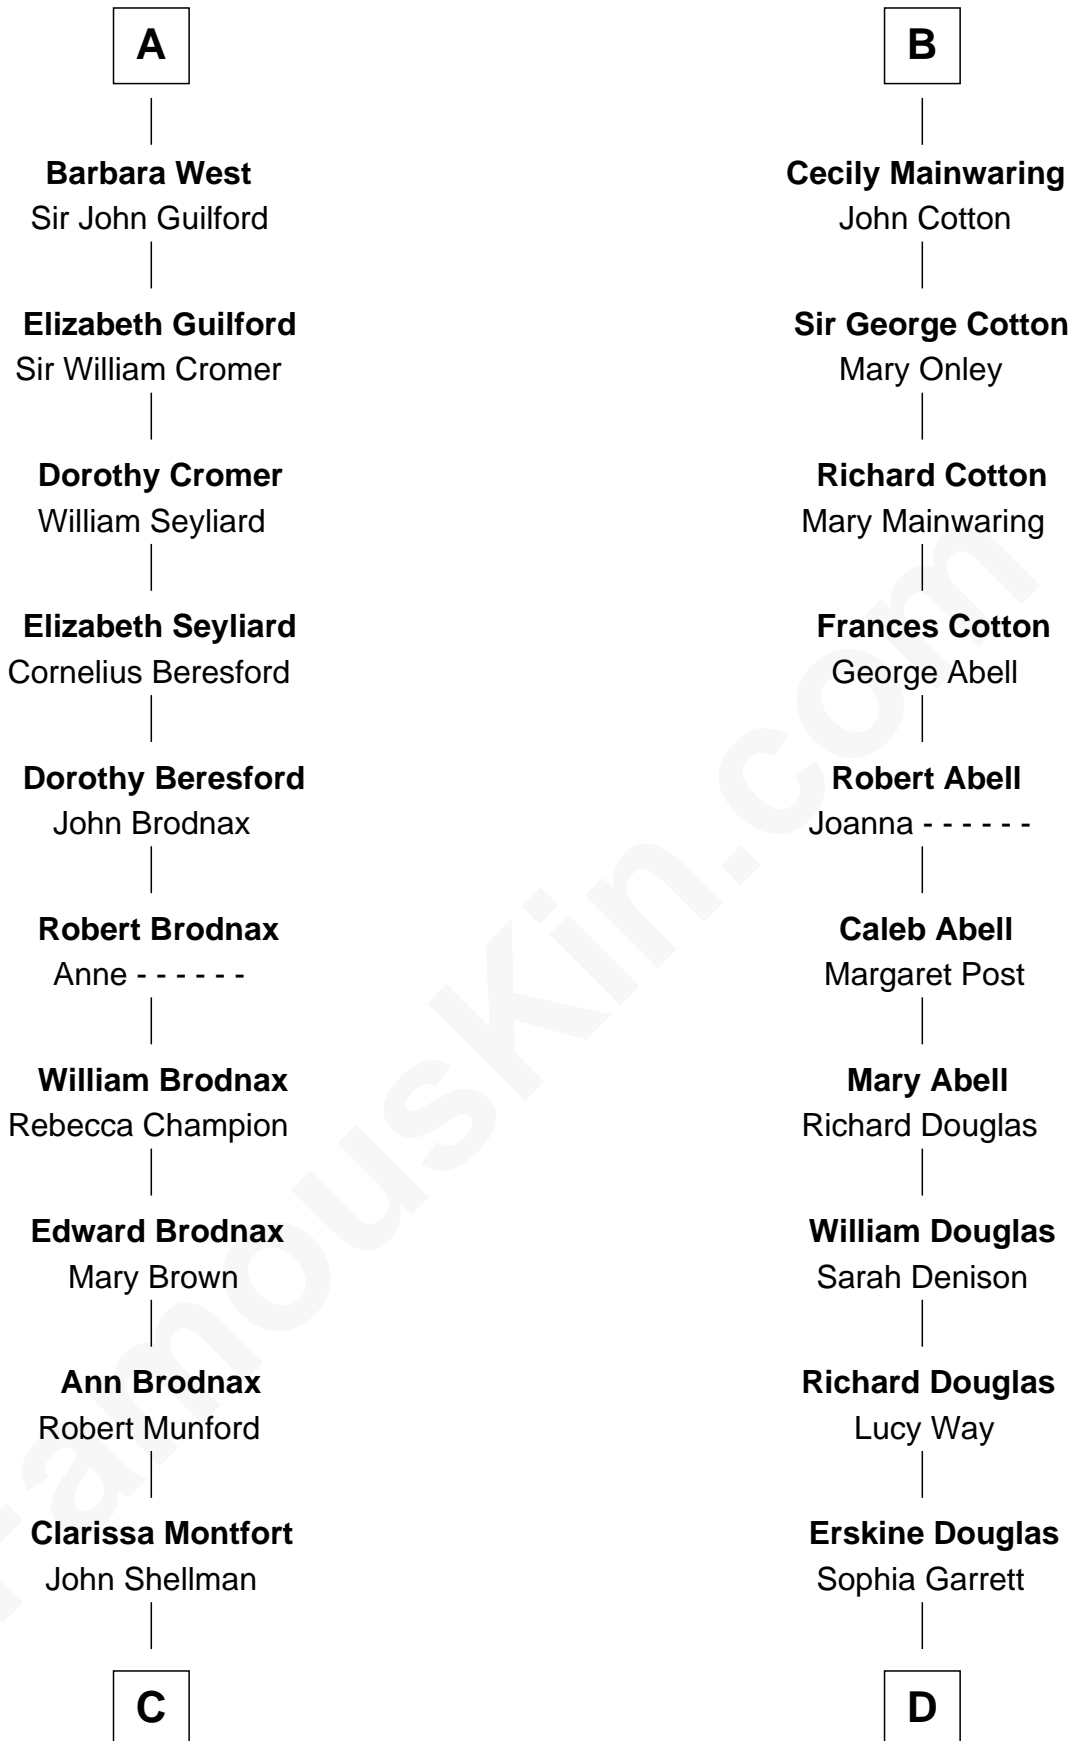 A
Barbara West
Sir John Guilford
Elizabeth Guilford
Sir William Cromer
Dorothy Cromer
William Seyliard
Elizabeth Seyliard
Cornelius Beresford
Dorothy Beresford
John Brodnax
Robert Brodnax
Anne - - - - - -
William Brodnax
Rebecca Champion
Edward Brodnax
Mary Brown
Ann Brodnax
Robert Munford
Clarissa Montfort
John Shellman
C
B
Cecily Mainwaring
John Cotton
Sir George Cotton
Mary Onley
Richard Cotton
Mary Mainwaring
Frances Cotton
George Abell
Robert Abell
Joanna - - - - - -
Caleb Abell
Margaret Post
Mary Abell
Richard Douglas
William Douglas
Sarah Denison
Richard Douglas
Lucy Way
Erskine Douglas
Sophia Garrett
D
FamousKin.com